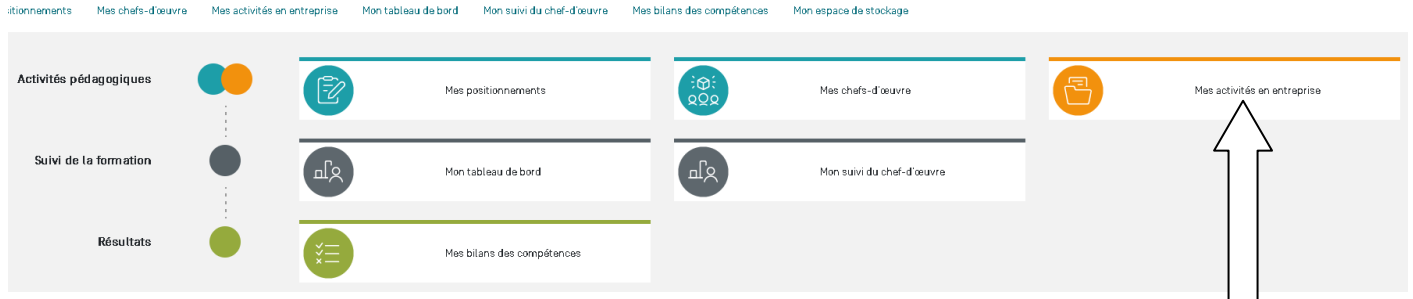 Mes chefs-d'œuvre Mes activités en entreprise Mon tableau de bord Mon suivi du chef-d'œuvre Mes bilans des compétences Mon espace de stockage
Activités pédagogiques
Mes positionnements
Mes chefs-d'œuvre
Mes activités en entreprise
Suivi de la formation
Mon tableau de bord
Mon suivi du chef-d'œuvre
Résultats
Mes bilans des compétences